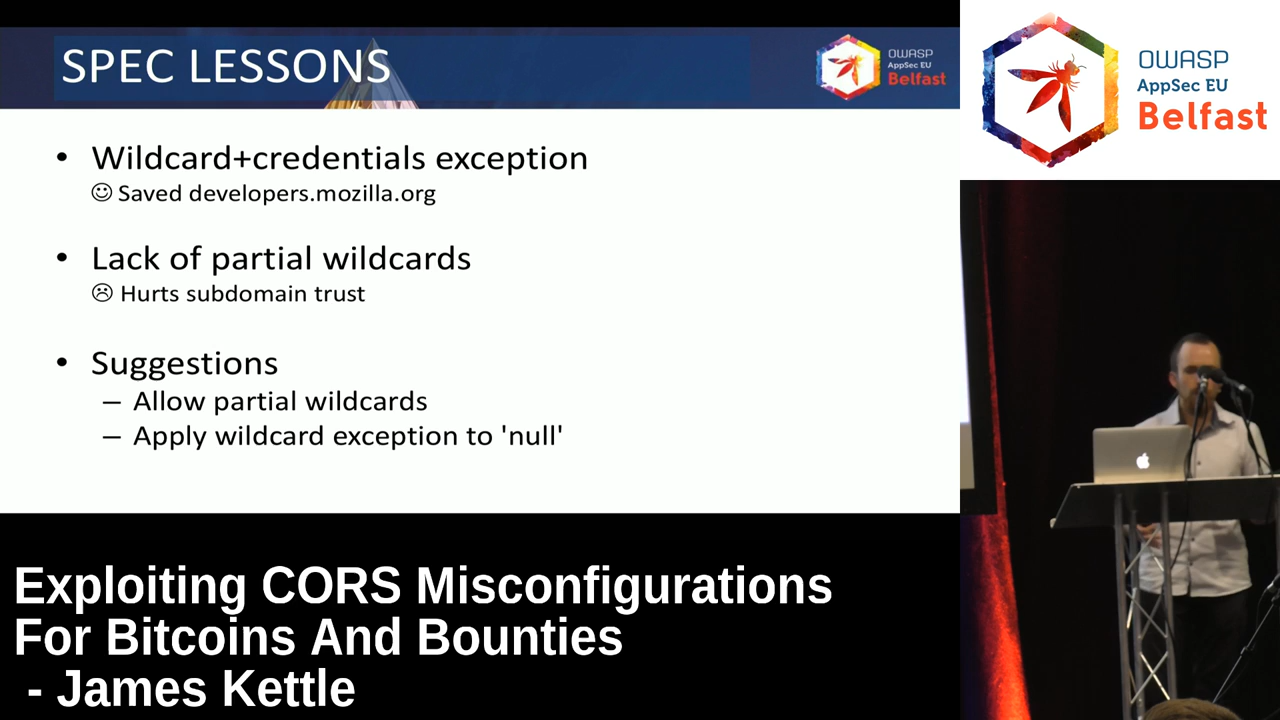 SPEC LESSONS
OWASP
AppSec EU
Belfast
• Wildcard+credentials exception
☺ Saved developers.mozilla.org
• Lack of partial wildcards
☹ Hurts subdomain trust
• Suggestions
– Allow partial wildcards
– Apply wildcard exception to 'null'
OWASP
AppSec EU
Belfast
Exploiting CORS Misconfigurations
For Bitcoins And Bounties
- James Kettle